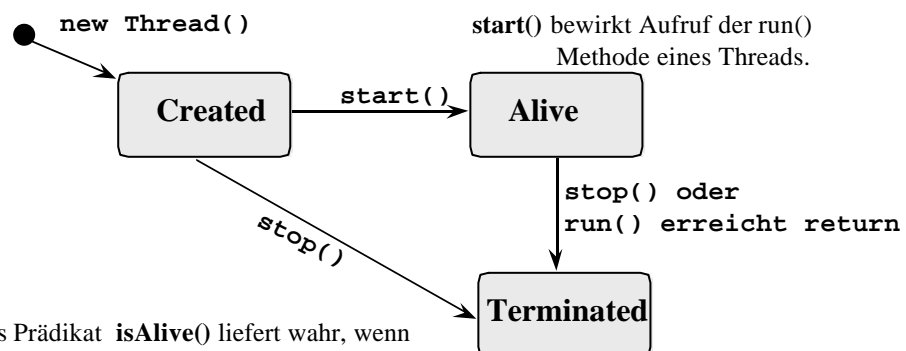 new Thread()
start() bewirkt Aufruf der run()
Methode eines Threads.
Created
start()
Alive
stop() oder
run() erreicht return
stop()
Terminated
s Prädikat isAlive() liefert wahr, wenn